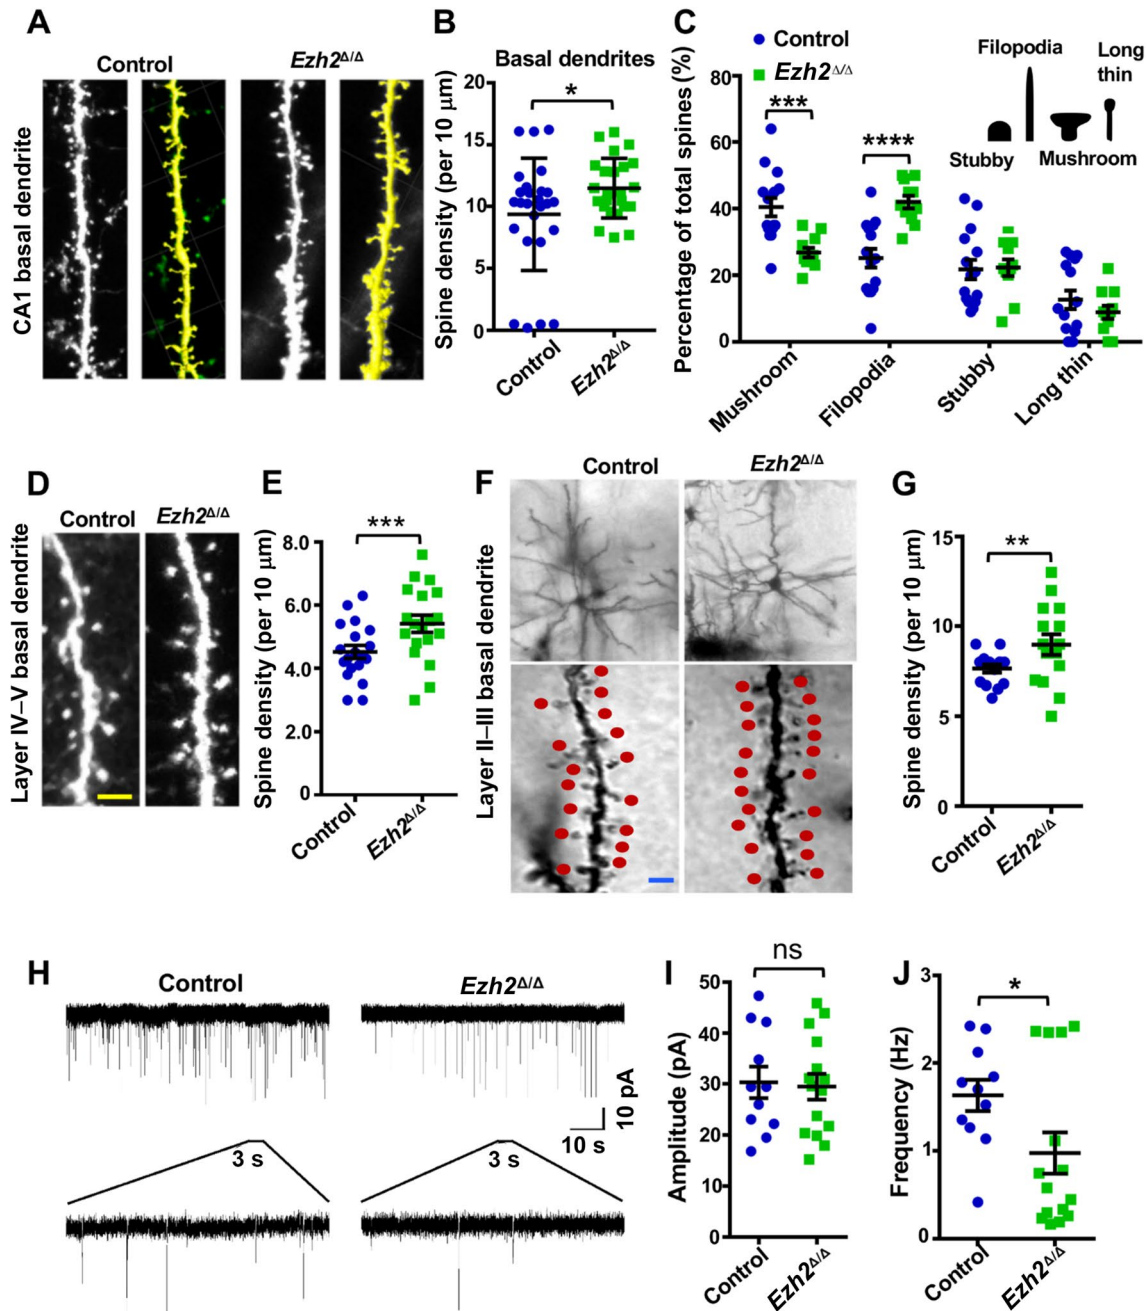 A
Control
Ezh2Δ/Δ
CA1 basal dendrite
B
Basal dendrites
*
Spine density (per 10 μm)
20
15
10
5
0
Control
Ezh2Δ/Δ
C
Control
Ezh2Δ/Δ
Percentage of total spines (%)
80
60
40
20
0
***
****
Mushroom
Filopodia
Stubby
Long thin
Filopodia
Long
thin
Stubby
Mushroom
D
Control
Ezh2Δ/Δ
Layer IV–V basal dendrite
E
***
Spine density (per 10 μm)
8.0
6.0
4.0
2.0
0
Control
Ezh2Δ/Δ
F
Control
Ezh2Δ/Δ
Layer II–III basal dendrite
G
**
Spine density (per 10 μm)
15
10
5
0
Control
Ezh2Δ/Δ
H
Control
Ezh2Δ/Δ
10 pA
10 s
3 s
3 s
I
ns
Amplitude (pA)
50
40
30
20
10
0
Control
Ezh2Δ/Δ
J
*
Frequency (Hz)
3
2
1
0
Control
Ezh2Δ/Δ